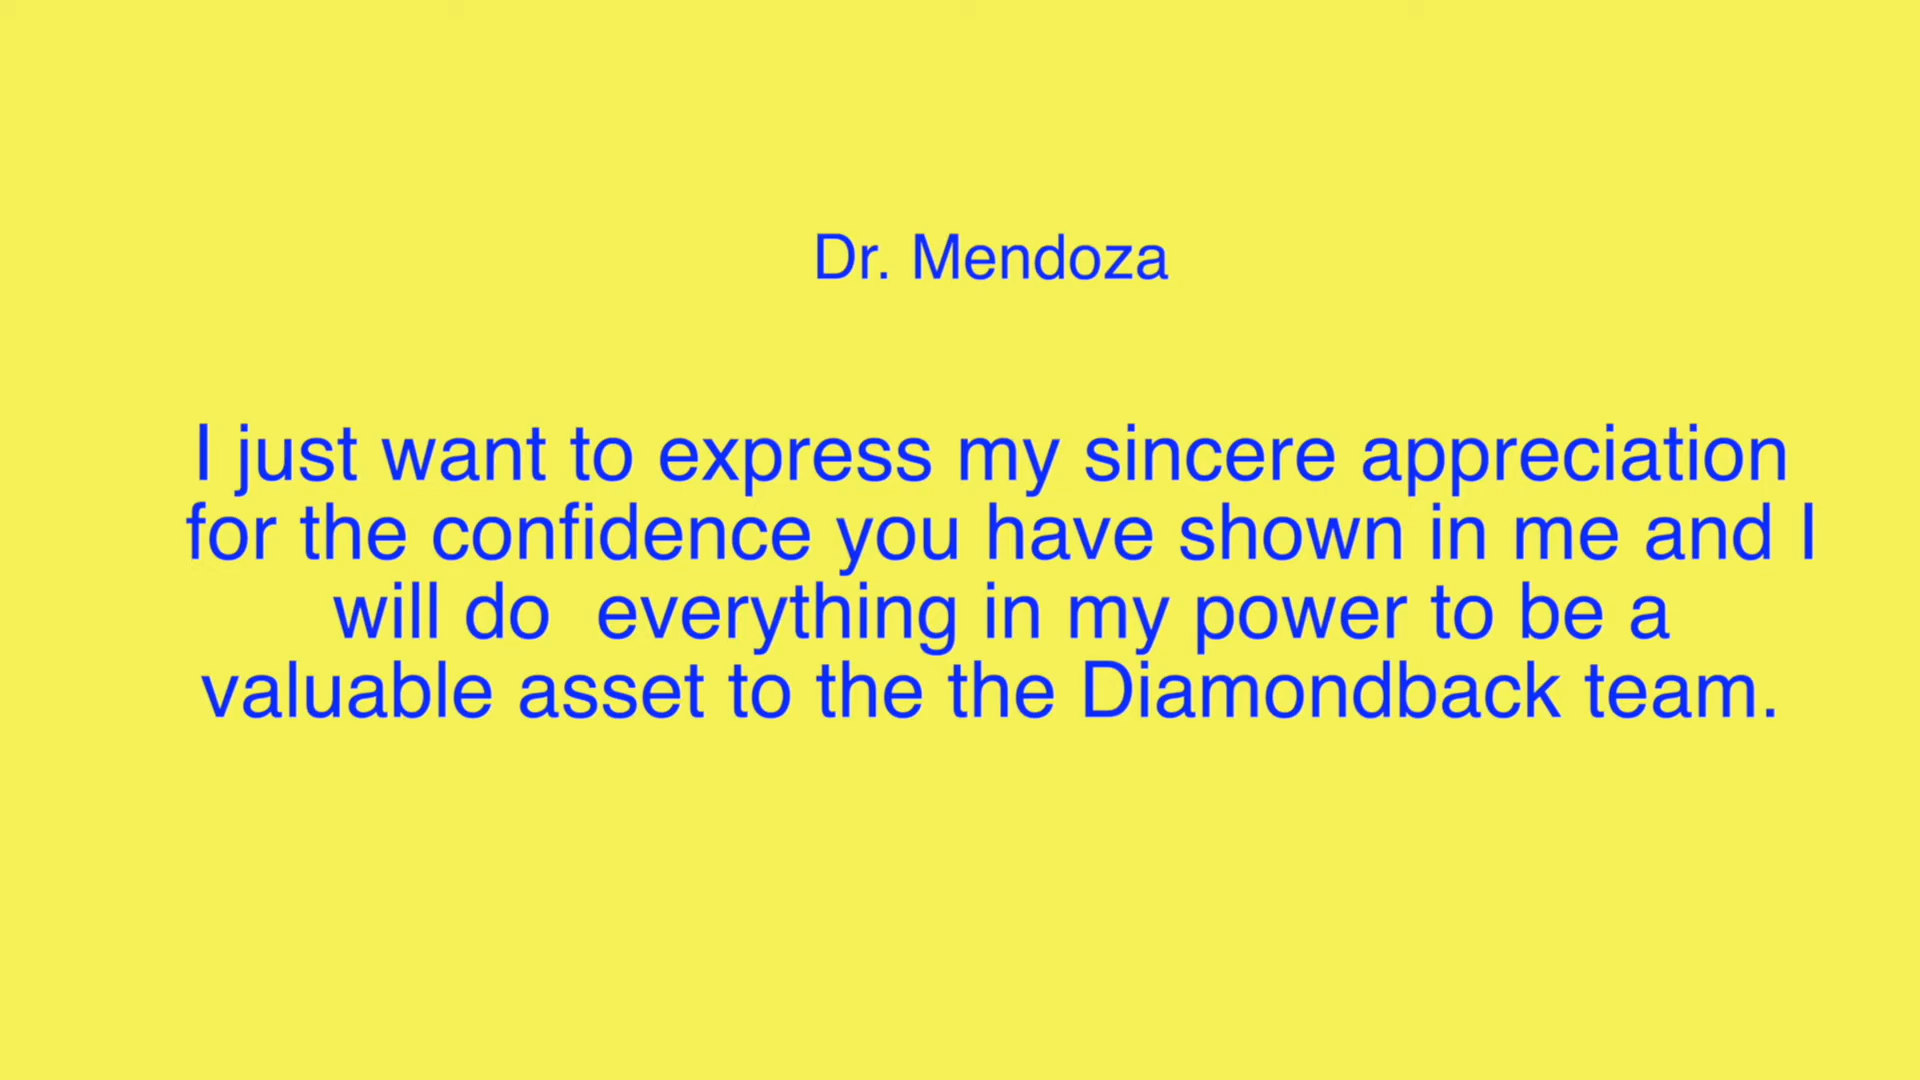 Dr. Mendoza
I just want to express my sincere appreciation
for the confidence you have shown in me and I
will do  everything in my power to be a
valuable asset to the the Diamondback team.